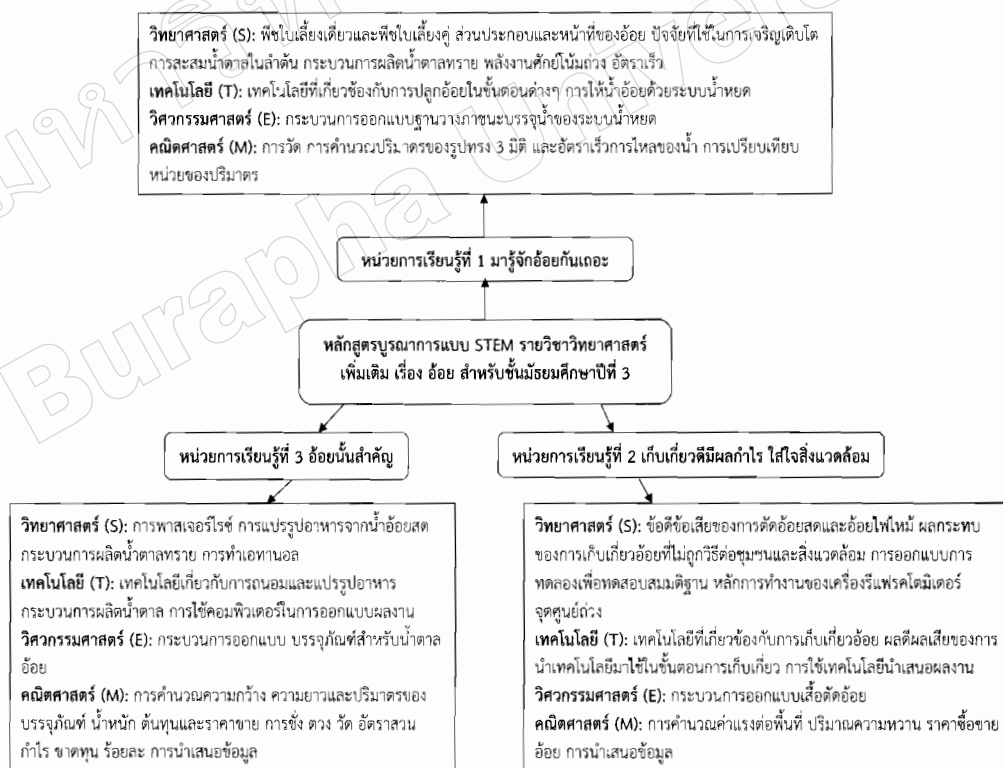 วิทยาศาสตร์ (S): พืชใบเลี้ยงเดี่ยวและพืชใบเลี้ยงคู่ ส่วนประกอบและหน้าที่ของอ้อย ปัจจัยที่ใช้ในการเจริญเติบโต
การสะสมน้ำตาลในลำต้น กระบวนการผลิตน้ำตาลทราย พลังงานศักย์โน้มถ่วง อัตราเร็ว
เทคโนโลยี (T): เทคโนโลยีที่เกี่ยวข้องกับการปลูกอ้อยในขั้นตอนต่างๆ การให้น้ำอ้อยด้วยระบบน้ำหยด
วิศวกรรมศาสตร์ (E): กระบวนการออกแบบฐานวางภาชนะบรรจุน้ำของระบบน้ำหยด
คณิตศาสตร์ (M): การวัด การคำนวณปริมาตรของรูปทรง 3 มิติ และอัตราเร็วการไหลของน้ำ การเปรียบเทียบ
หน่วยของปริมาตร
หน่วยการเรียนรู้ที่ 1 มารู้จักอ้อยกันเถอะ
หลักสูตรบูรณาการแบบ STEM รายวิชาวิทยาศาสตร์
เพิ่มเติม เรื่อง อ้อย สำหรับชั้นมัธยมศึกษาปีที่ 3
หน่วยการเรียนรู้ที่ 3 อ้อยนั้นสำคัญ
วิทยาศาสตร์ (S): การพาสเจอร์ไรซ์ การแปรรูปอาหารจากน้ำอ้อยสด
กระบวนการผลิตน้ำตาลทราย การทำเอทานอล
เทคโนโลยี (T): เทคโนโลยีเกี่ยวกับการถนอมและแปรรูปอาหาร
กระบวนการผลิตน้ำตาล การใช้คอมพิวเตอร์ในการออกแบบผลงาน
วิศวกรรมศาสตร์ (E): กระบวนการออกแบบ บรรจุภัณฑ์สำหรับน้ำตาล
อ้อย
คณิตศาสตร์ (M): การคำนวณความกว้าง ความยาวและปริมาตรของ
บรรจุภัณฑ์ น้ำหนัก ต้นทุนและราคาขาย การชั่ง ตวง วัด อัตราส่วน
กำไร ขาดทุน ร้อยละ การนำเสนอข้อมูล
หน่วยการเรียนรู้ที่ 2 เก็บเกี่ยวดีมีผลกำไร ใส่ใจสิ่งแวดล้อม
วิทยาศาสตร์ (S): ข้อดีข้อเสียของการตัดอ้อยสดและอ้อยไฟไหม้ ผลกระทบ
ของการเก็บเกี่ยวอ้อยที่ไม่ถูกวิธีต่อชุมชนและสิ่งแวดล้อม การออกแบบการ
ทดลองเพื่อทดสอบสมมติฐาน หลักการทำงานของเครื่องรีแฟรคโตมิเตอร์
จุดศูนย์ถ่วง
เทคโนโลยี (T): เทคโนโลยีที่เกี่ยวข้องกับการเก็บเกี่ยวอ้อย ผลดีผลเสียของการ
นำเทคโนโลยีมาใช้ในขั้นตอนการเก็บเกี่ยว การใช้เทคโนโลยีนำเสนอผลงาน
วิศวกรรมศาสตร์ (E): กระบวนการออกแบบเสื้อตัดอ้อย
คณิตศาสตร์ (M): การคำนวณค่าแรงต่อพื้นที่ ปริมาณความหวาน ราคาซื้อขาย
อ้อย การนำเสนอข้อมูล
Burapha Univers